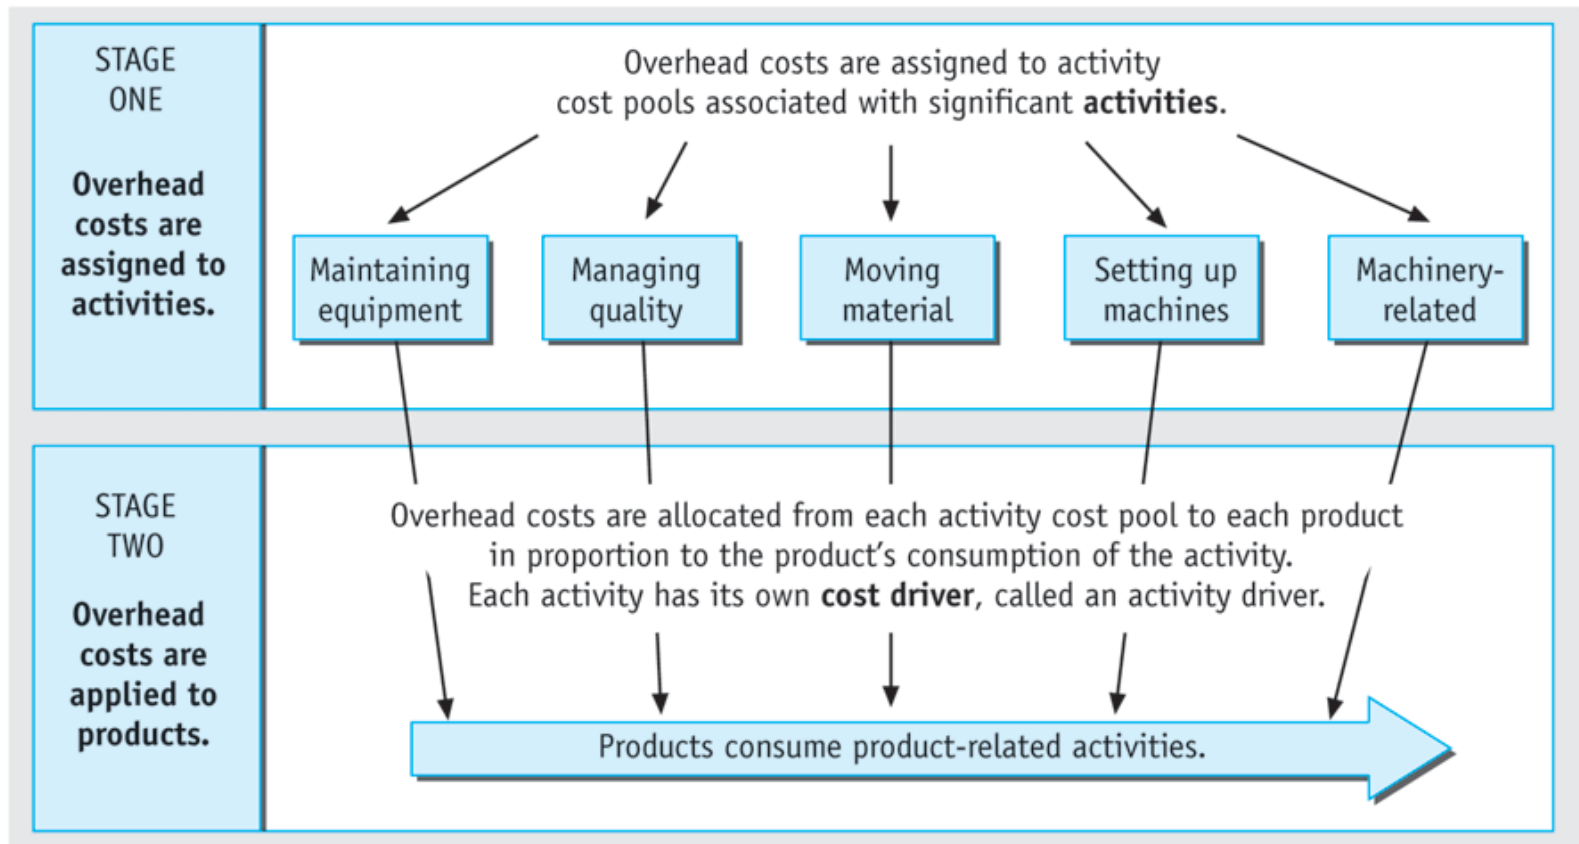 STAGE
ONE
Overhead
costs are
assigned to
activities.
Overhead costs are assigned to activity
cost pools associated with significant activities.
Maintaining
equipment
Managing
quality
Moving
material
Setting up
machines
Machinery-
related
STAGE
TWO
Overhead
costs are
applied to
products.
Overhead costs are allocated from each activity cost pool to each product
in proportion to the product’s consumption of the activity.
Each activity has its own cost driver, called an activity driver.
Products consume product-related activities.